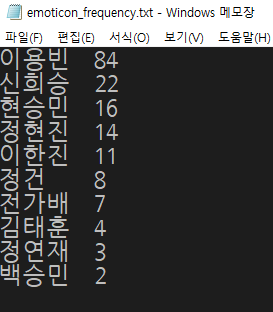 emoticon_frequency.txt - Windows 메모장
파일(F) 편집(E) 서식(O) 보기(V) 도움말(H)
이용빈 84
신희승 22
현승민 16
정현진 14
이한진 11
정건 8
전가배 7
김태훈 4
정연재 3
백승민 2